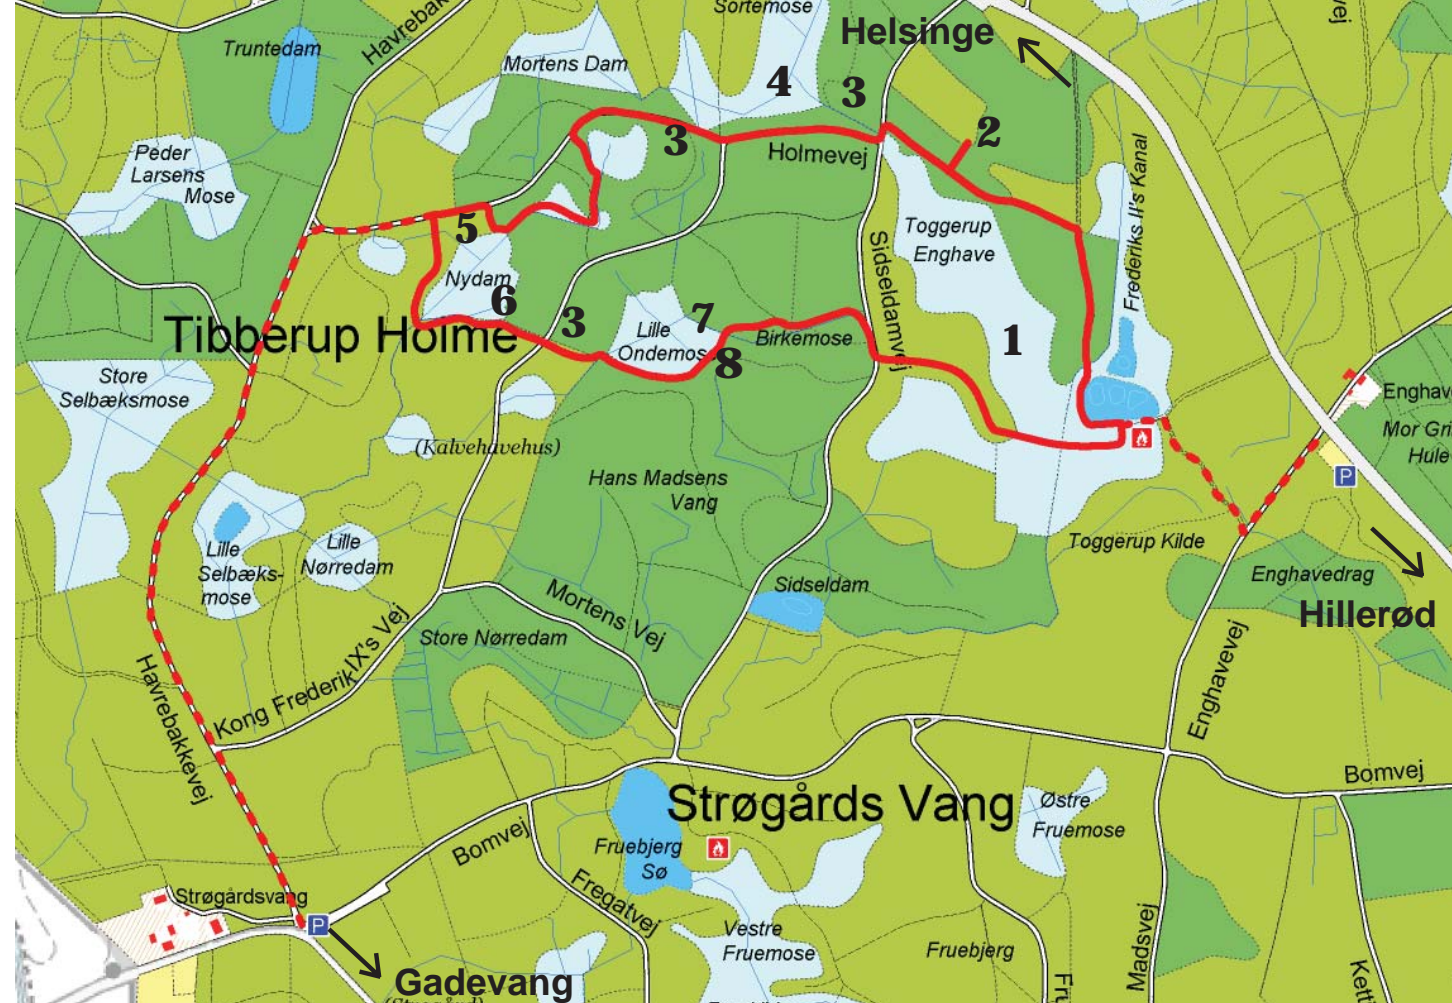 Sortemose
Helsinge
Havrebak
Truntedam
Mortens Dam
4
3
vej
2
3
Holmevej
Peder
Larsens
Mose
Frederiks II's Kanal
5
Toggerup
Enghave
Sidseldamvej
Nydam
6
3
7
Lille
Ondemos
8
Birkemose
1
Tibberup Holme
Store
Selbæksmose
Enghav
Mor Gri
Hule
(Kalvehavehus)
P
Hans Madsens
Vang
Lille
Selbæks-
mose
Lille
Nørredam
Toggerup Kilde
Enghavedrag
Hillerød
Sidseldam
Mortens Vej
Store Nørredam
Kong Frederik IX's Vej
Havrebakkevej
Enghavevej
Bomvej
Strøgårds Vang
Østre
Fruemose
Bomvej
Fruebjerg
Sø
Fregatvej
Strøgårdsvang
P
Vestre
Fruemose
Fruebjerg
Fru
Madsvej
Kett
Gadevang